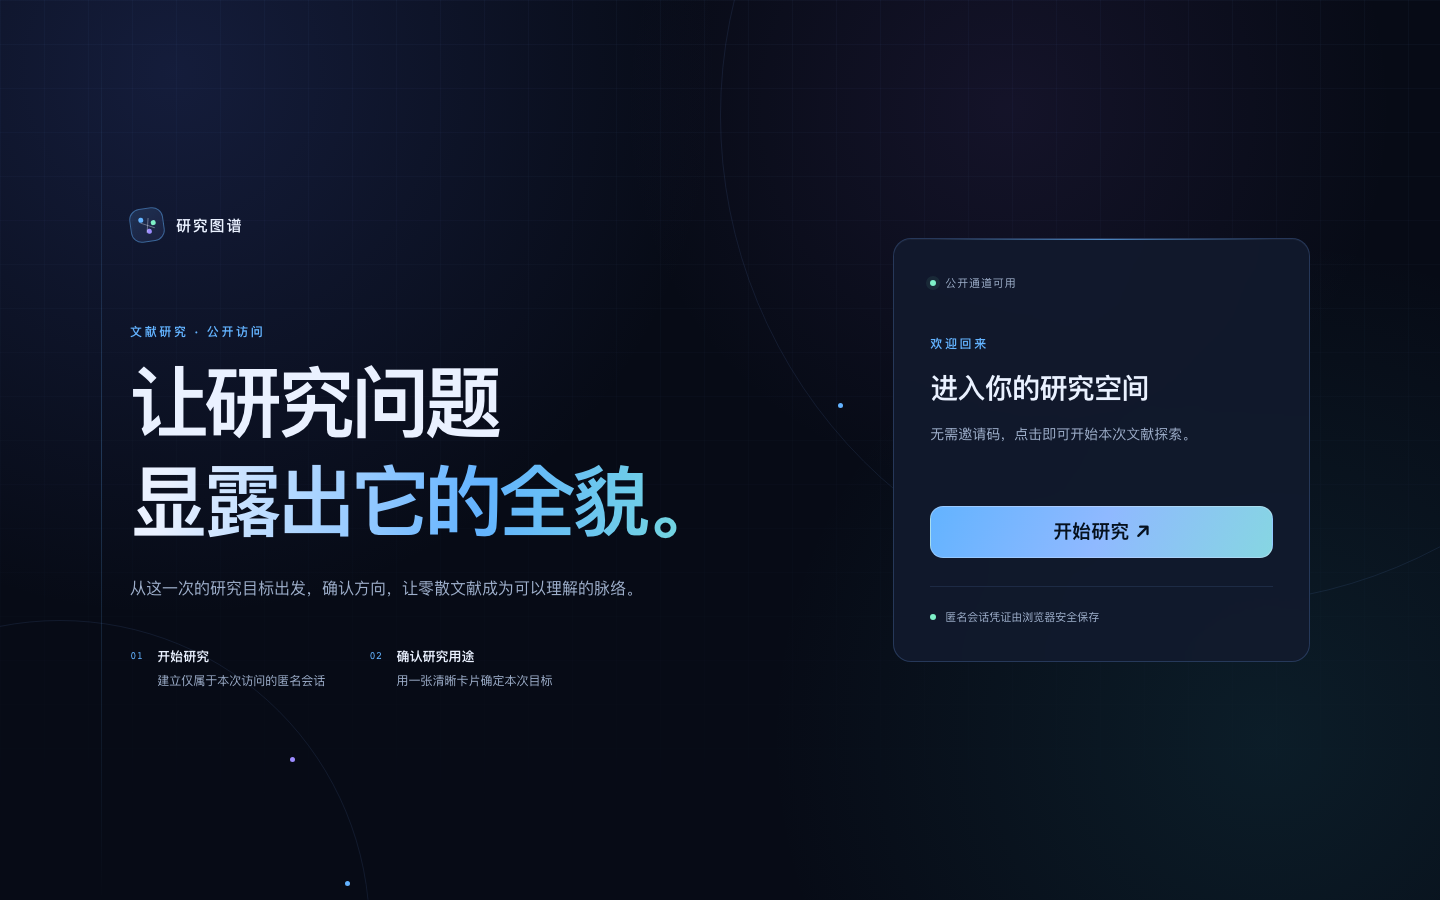 研究图谱
文献研究 · 公开访问
让研究问题
显露出它的全貌。
从这一次的研究目标出发，确认方向，让零散文献成为可以理解的脉络。
01 开始研究
建立仅属于本次访问的匿名会话
02 确认研究用途
用一张清晰卡片确定本次目标
公开通道可用
欢迎回来
进入你的研究空间
无需邀请码，点击即可开始本次文献探索。
开始研究 ↗
匿名会话凭证由浏览器安全保存